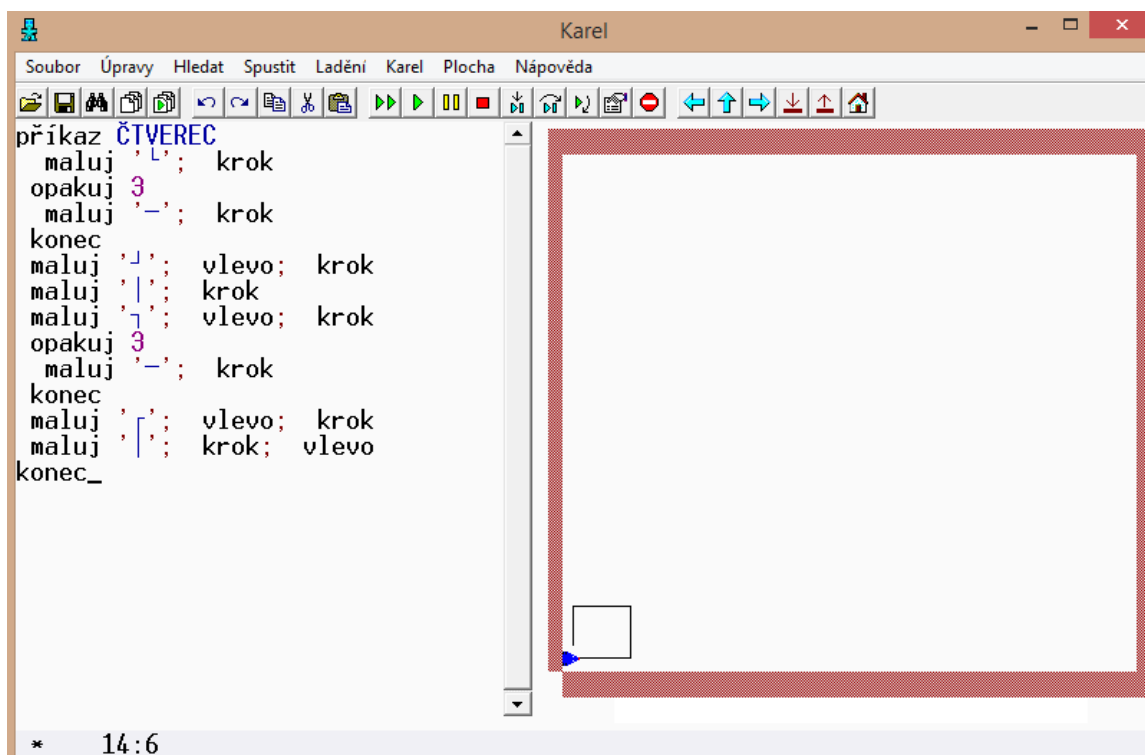 Karel
Soubor Úpravy Hledat Spustit Ladění Karel Plocha Nápověda
příkaz ČTVEREC
maluj '└'; krok
opakuj 3
maluj '─'; krok
konec
maluj '┘'; vlevo; krok
maluj '│'; krok
maluj '┐'; vlevo; krok
opakuj 3
maluj '─'; krok
konec
maluj '┌'; vlevo; krok
maluj '│'; krok; vlevo
konec_
* 14:6